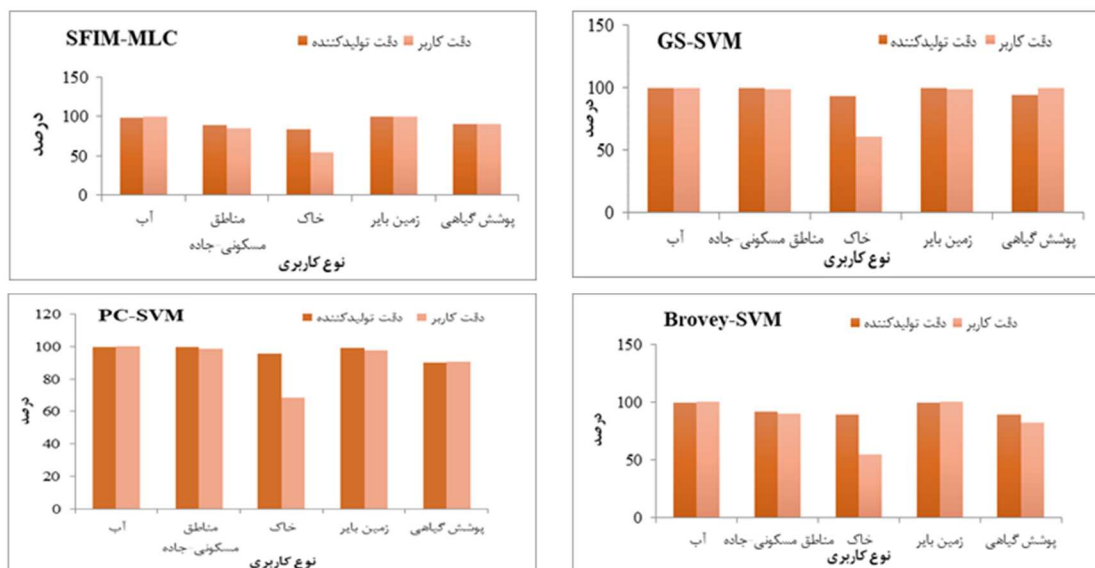 SFIM-MLC
دقت تولیدکننده
دقت کاربر
درصد
150
100
50
0
آب
مناطق
مسکونی-جاده
خاک
زمین بایر
پوشش گیاهی
نوع کاربری
GS-SVM
دقت تولیدکننده
دقت کاربر
درصد
150
100
50
0
آب
مناطق مسکونی-جاده
خاک
زمین بایر
پوشش گیاهی
نوع کاربری
PC-SVM
دقت تولیدکننده
دقت کاربر
درصد
120
100
80
60
40
20
0
آب
مناطق
مسکونی-جاده
خاک
زمین بایر
پوشش گیاهی
نوع کاربری
Brovey-SVM
دقت تولیدکننده
دقت کاربر
درصد
150
100
50
0
آب
مناطق مسکونی-جاده
خاک
زمین بایر
پوشش گیاهی
نوع کاربری